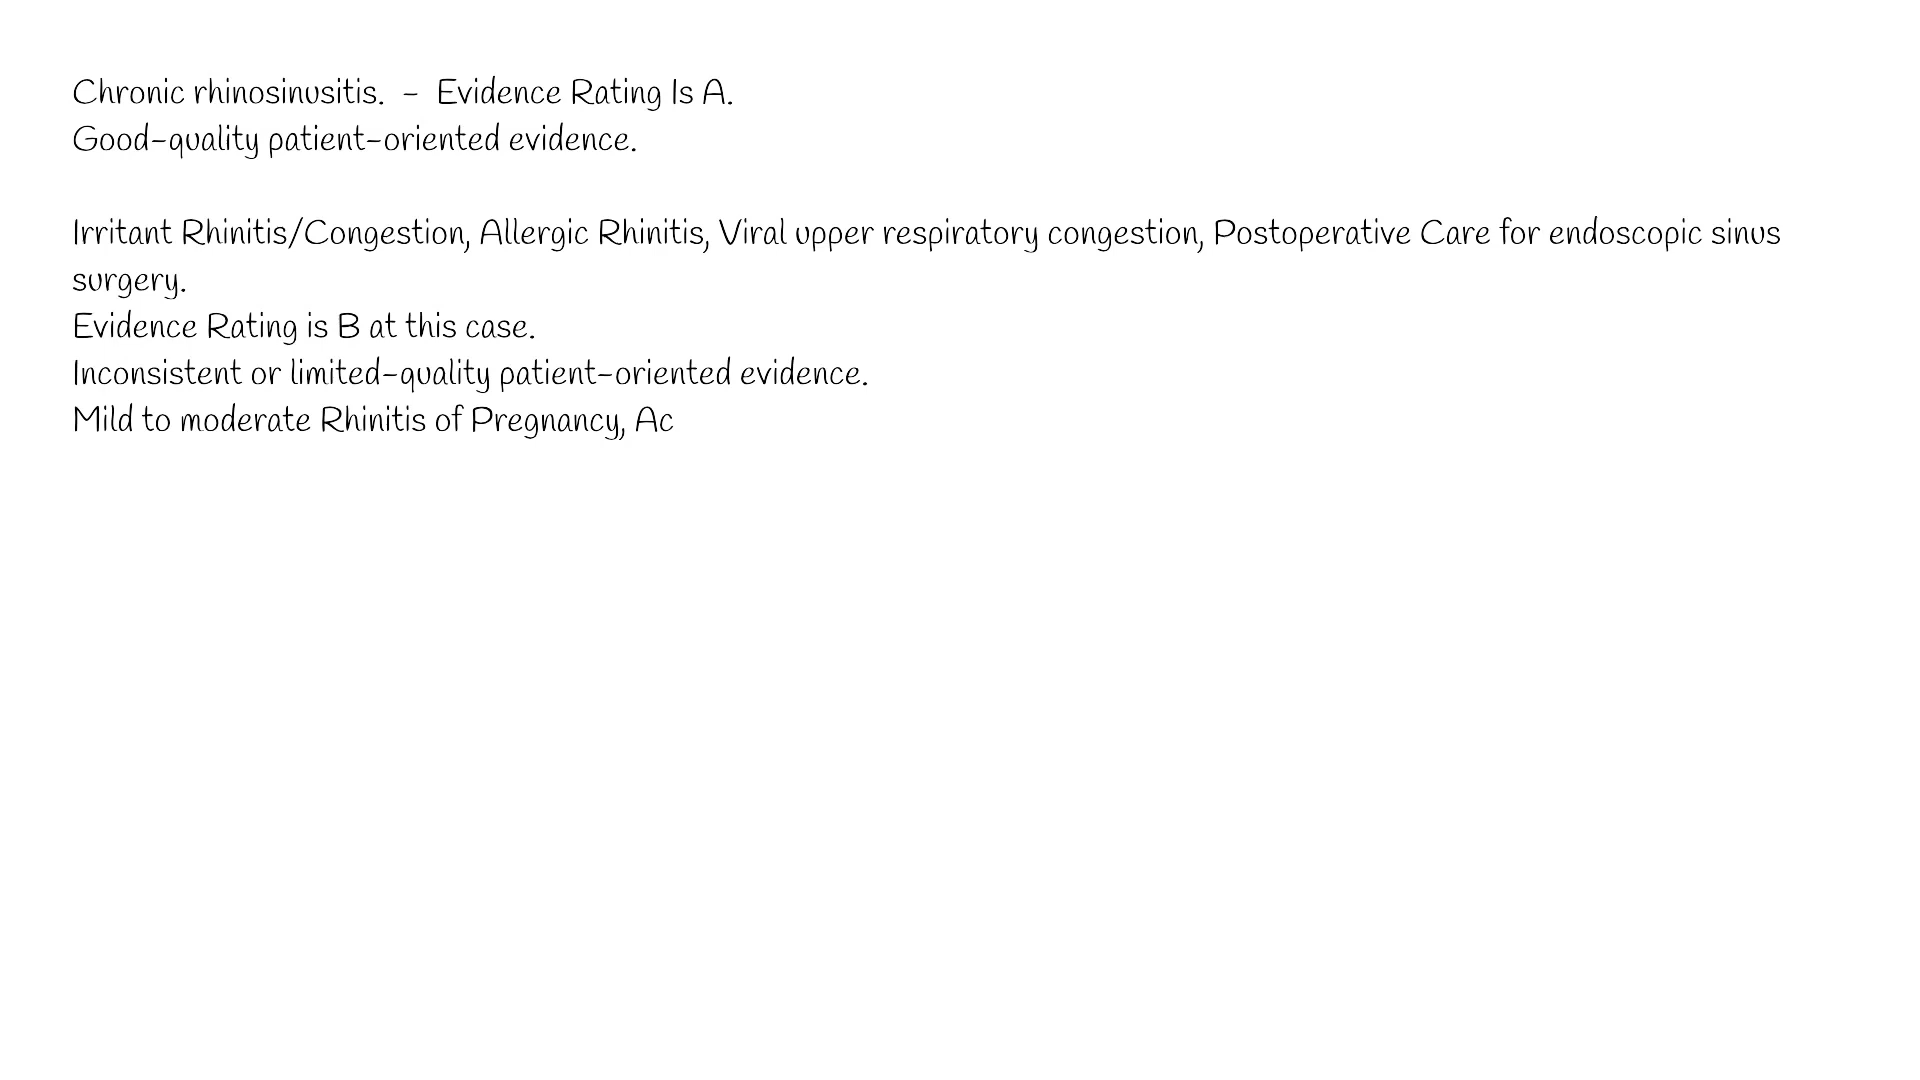 Chronic rhinosinusitis.  -  Evidence Rating Is A.
Good-quality patient-oriented evidence.
Irritant Rhinitis/Congestion, Allergic Rhinitis, Viral upper respiratory congestion, Postoperative Care for endoscopic sinus
surgery.
Evidence Rating is B at this case.
Inconsistent or limited-quality patient-oriented evidence.
Mild to moderate Rhinitis of Pregnancy, Ac